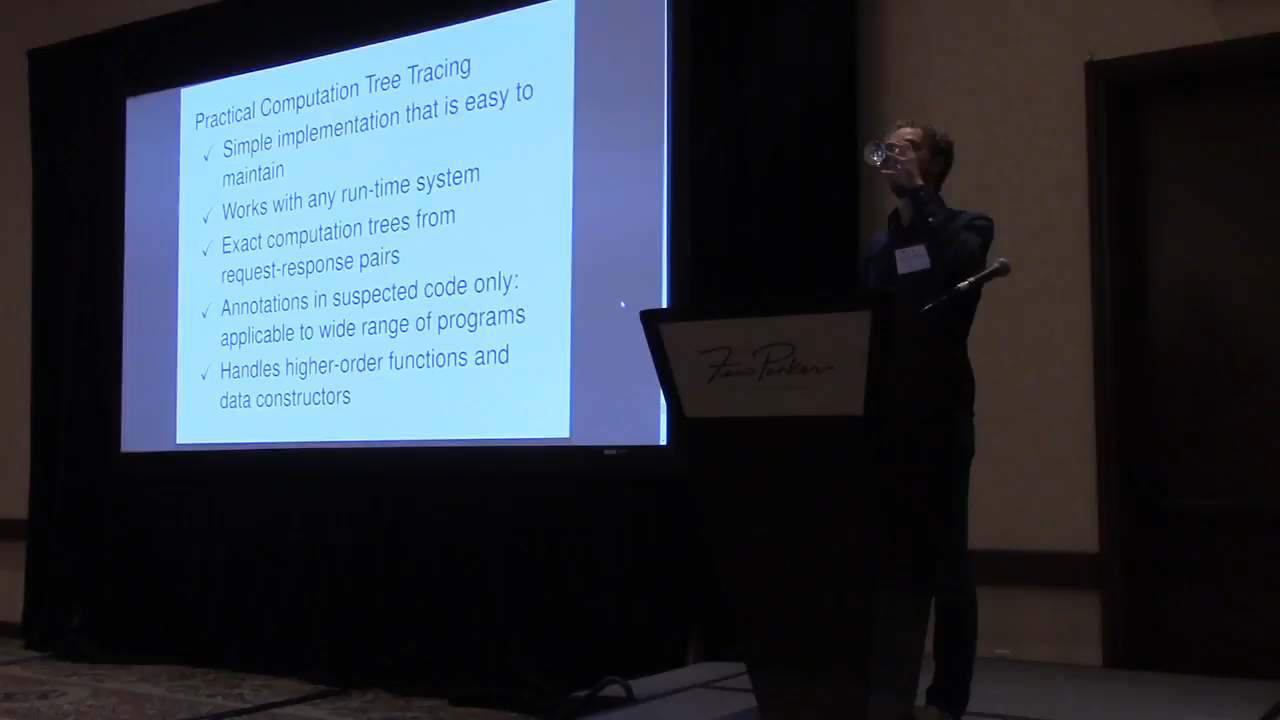 Practical Computation Tree Tracing
✓ Simple implementation that is easy to
maintain
✓ Works with any run-time system
✓ Exact computation trees from
request-response pairs
✓ Annotations in suspected code only:
applicable to wide range of programs
✓ Handles higher-order functions and
data constructors
Fess Parker